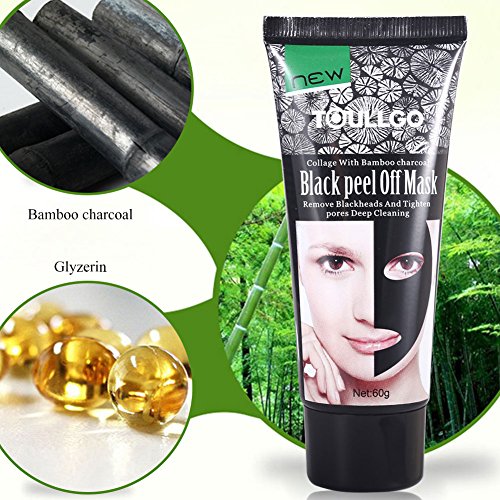 new
TOULLGO
Collage With Bamboo charcoal
Black peel Off Mask
Remove Blackheads And Tighten
pores Deep Cleaning
Net:60g
Bamboo charcoal
Glyzerin